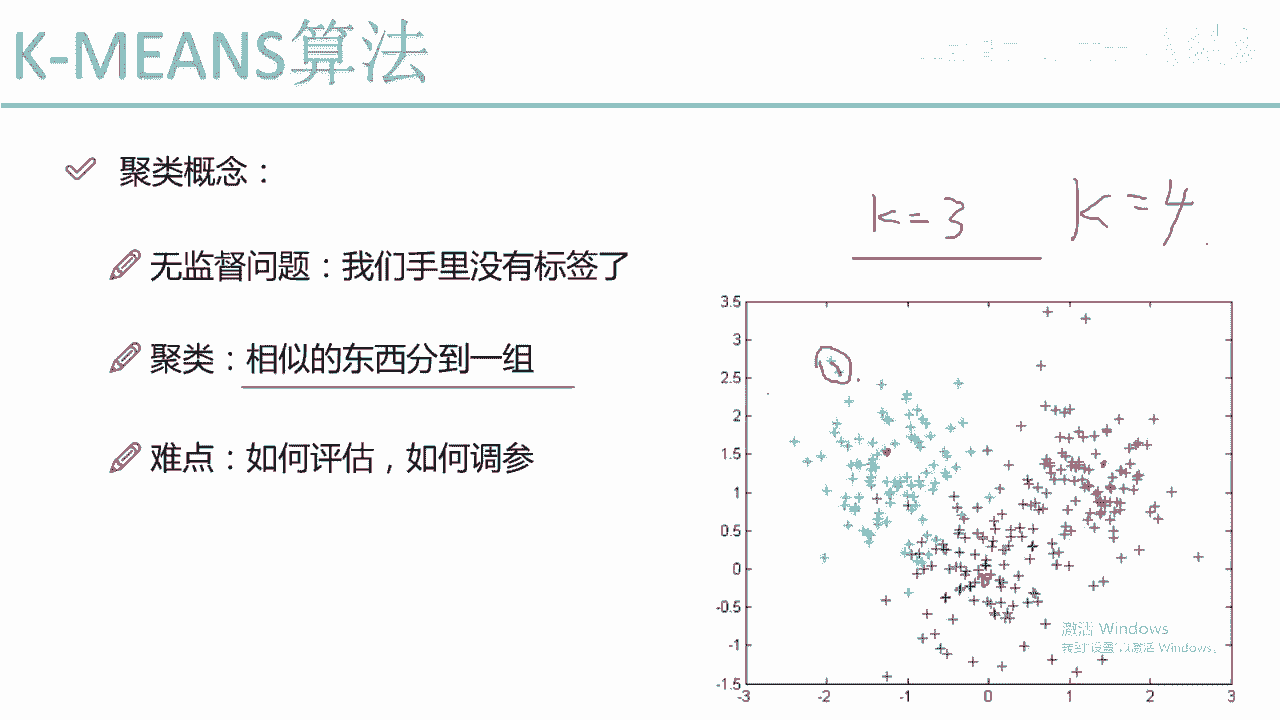 K-MEANS算法
聚类概念：
无监督问题：我们手里没有标签了
聚类：相似的东西分到一组
难点：如何评估，如何调参
K=3
K=4
3.5
3
2.5
2
1.5
1
0.5
0
-0.5
-1
-1.5
-3 -2 -1 0 1 2 3
激活 Windows
转到"设置"以激活 Windows。